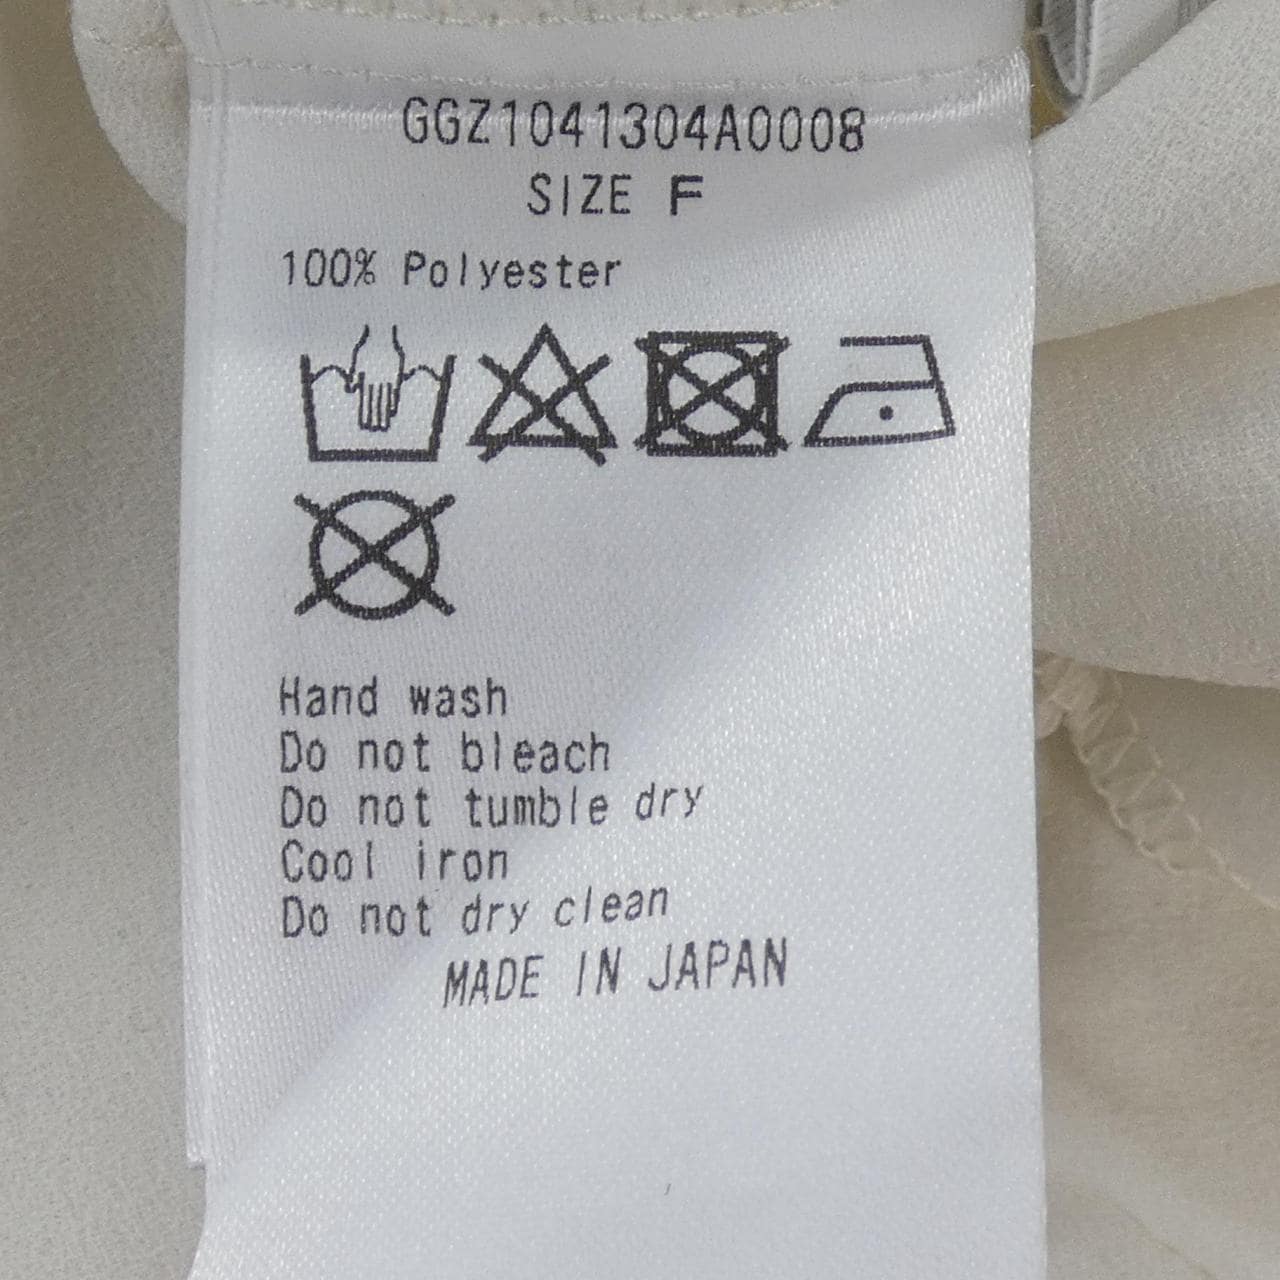 GGZ1041304A0008
SIZE F
100% Polyester
Hand wash
Do not bleach
Do not tumble dry
Cool iron
Do not dry clean
MADE IN JAPAN